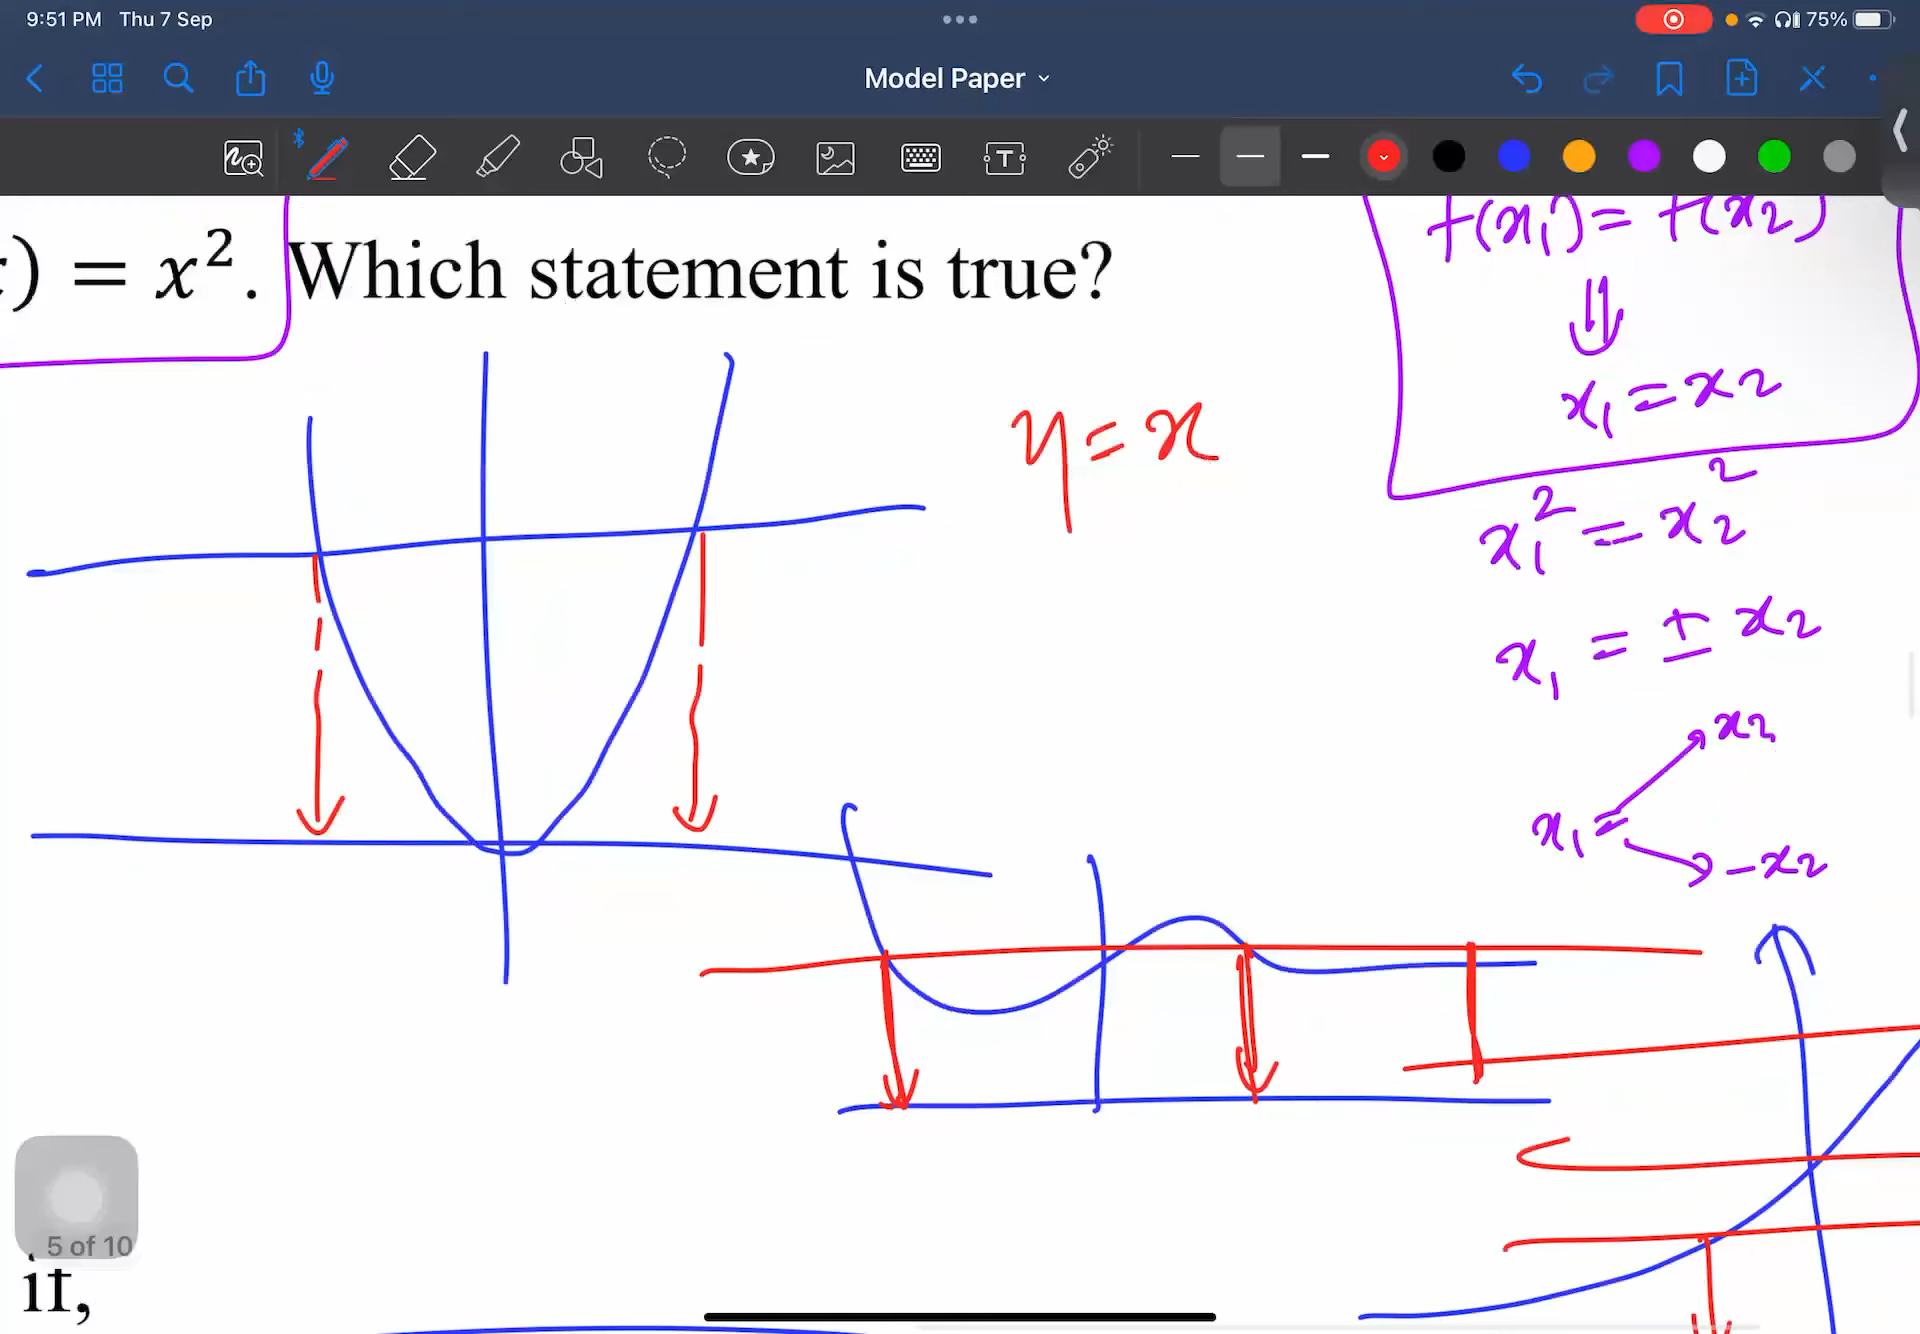 9:51 PM Thu 7 Sep
75%
Model Paper
T
) = x². Which statement is true?
f(x₁) = f(x₂)
⇓
x₁ = x₂
y = x
x₁² = x₂²
x₁ = ± x₂
x₂
x₁ =
-x₂
5 of 10
if,